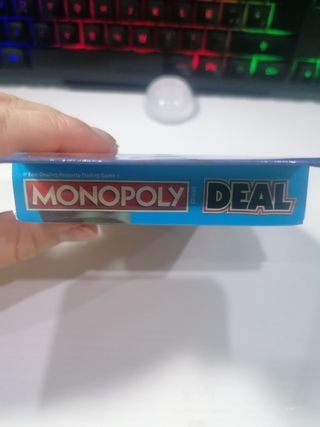 Fast-Dealing Property Trading Game
MONOPOLY DEAL